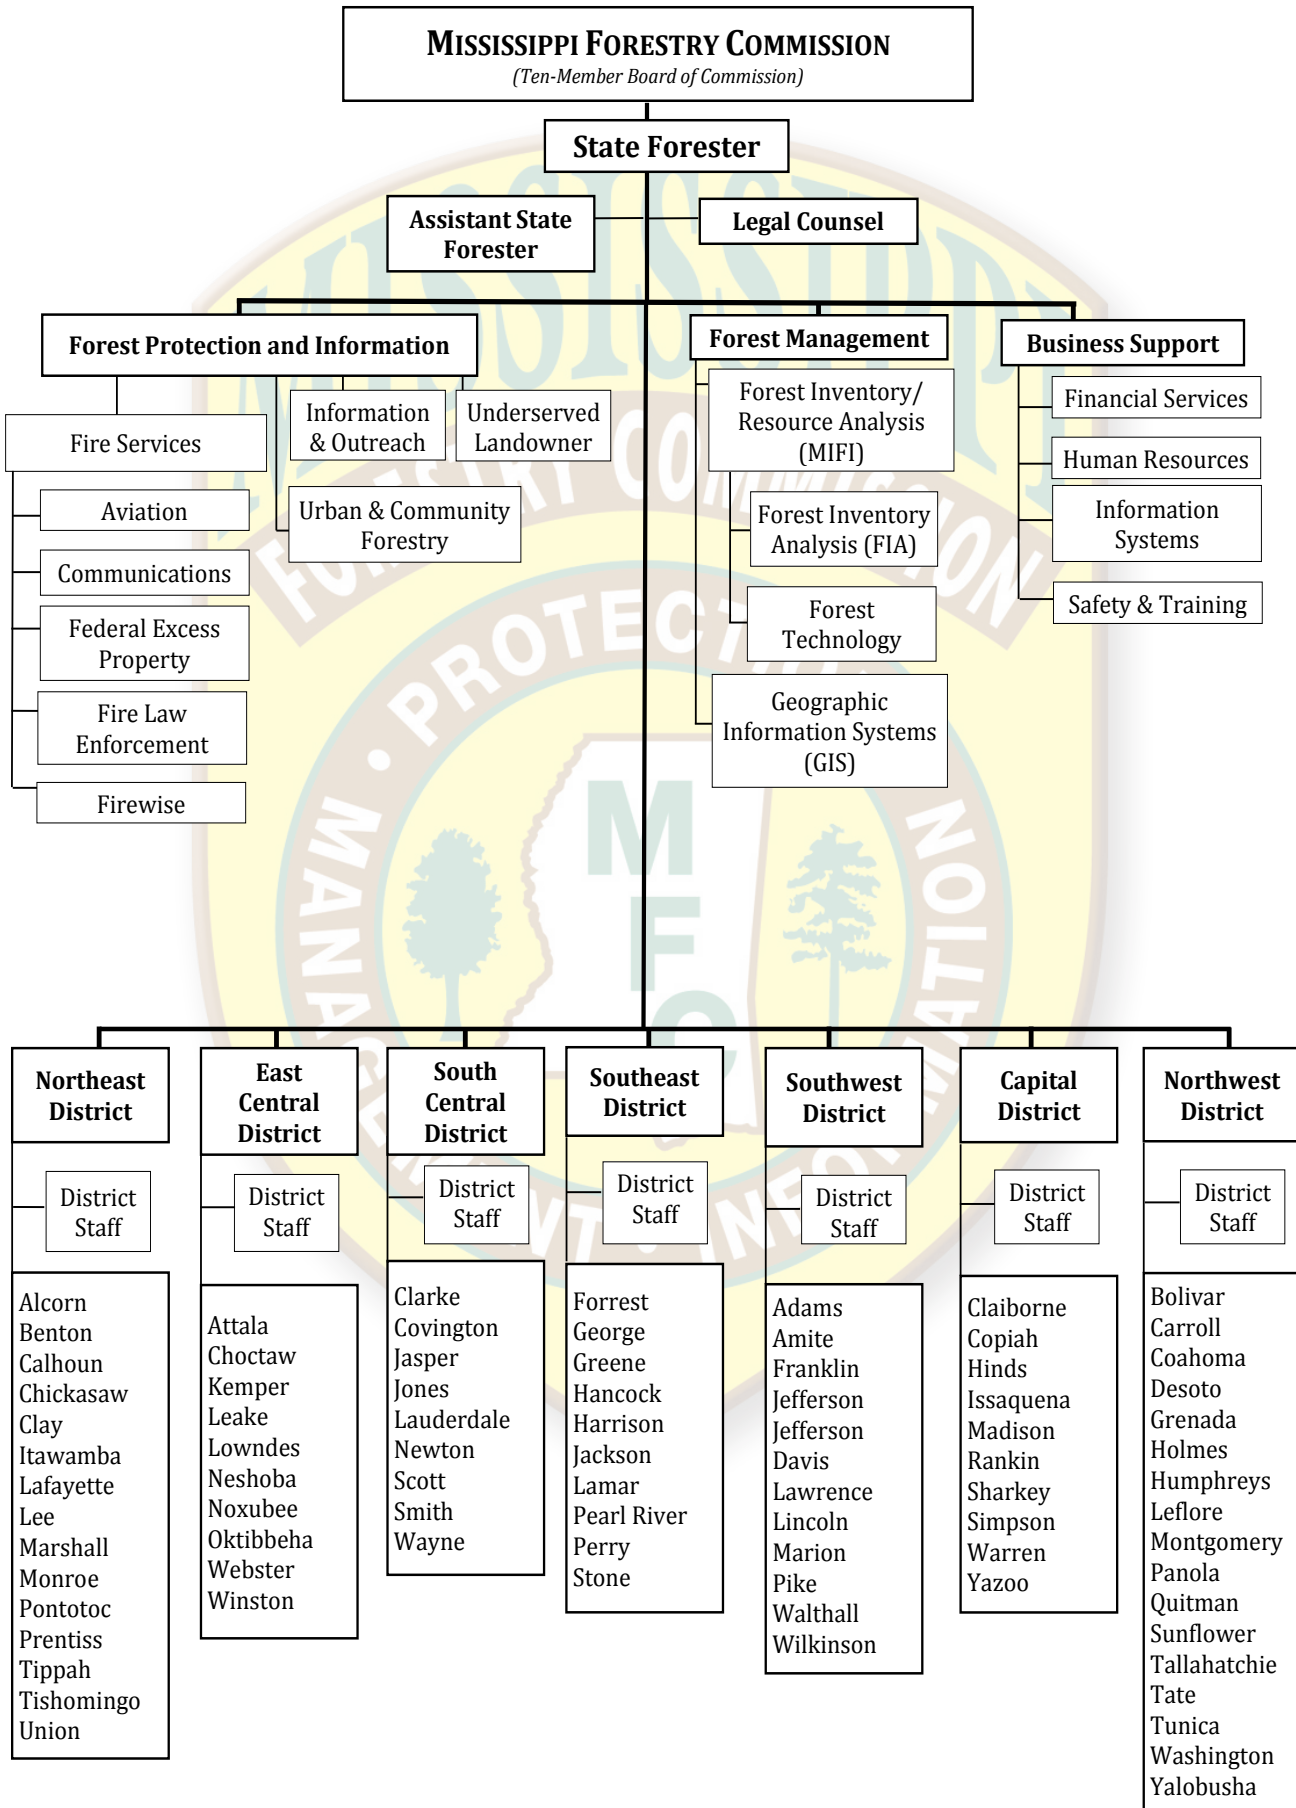 MISSISSIPPI FORESTRY COMMISSION
(Ten-Member Board of Commission)
State Forester
Assistant State
Forester
Legal Counsel
Forest Protection and Information
Forest Management
Business Support
Fire Services
Aviation
Communications
Federal Excess
Property
Fire Law
Enforcement
Firewise
Information
& Outreach
Underserved
Landowner
Urban & Community
Forestry
Forest Inventory/
Resource Analysis
(MIFI)
Forest Inventory
Analysis (FIA)
Forest
Technology
Geographic
Information Systems
(GIS)
Financial Services
Human Resources
Information
Systems
Safety & Training
MISSISSIPPI
FORESTRY COMMISSION
PROTECTION • INFORMATION • MANAGEMENT •
M
F
C
Northeast
District
District
Staff
Alcorn
Benton
Calhoun
Chickasaw
Clay
Itawamba
Lafayette
Lee
Marshall
Monroe
Pontotoc
Prentiss
Tippah
Tishomingo
Union
East
Central
District
District
Staff
Attala
Choctaw
Kemper
Leake
Lowndes
Neshoba
Noxubee
Oktibbeha
Webster
Winston
South
Central
District
District
Staff
Clarke
Covington
Jasper
Jones
Lauderdale
Newton
Scott
Smith
Wayne
Southeast
District
District
Staff
Forrest
George
Greene
Hancock
Harrison
Jackson
Lamar
Pearl River
Perry
Stone
Southwest
District
District
Staff
Adams
Amite
Franklin
Jefferson
Jefferson
Davis
Lawrence
Lincoln
Marion
Pike
Walthall
Wilkinson
Capital
District
District
Staff
Claiborne
Copiah
Hinds
Issaquena
Madison
Rankin
Sharkey
Simpson
Warren
Yazoo
Northwest
District
District
Staff
Bolivar
Carroll
Coahoma
Desoto
Grenada
Holmes
Humphreys
Leflore
Montgomery
Panola
Quitman
Sunflower
Tallahatchie
Tate
Tunica
Washington
Yalobusha